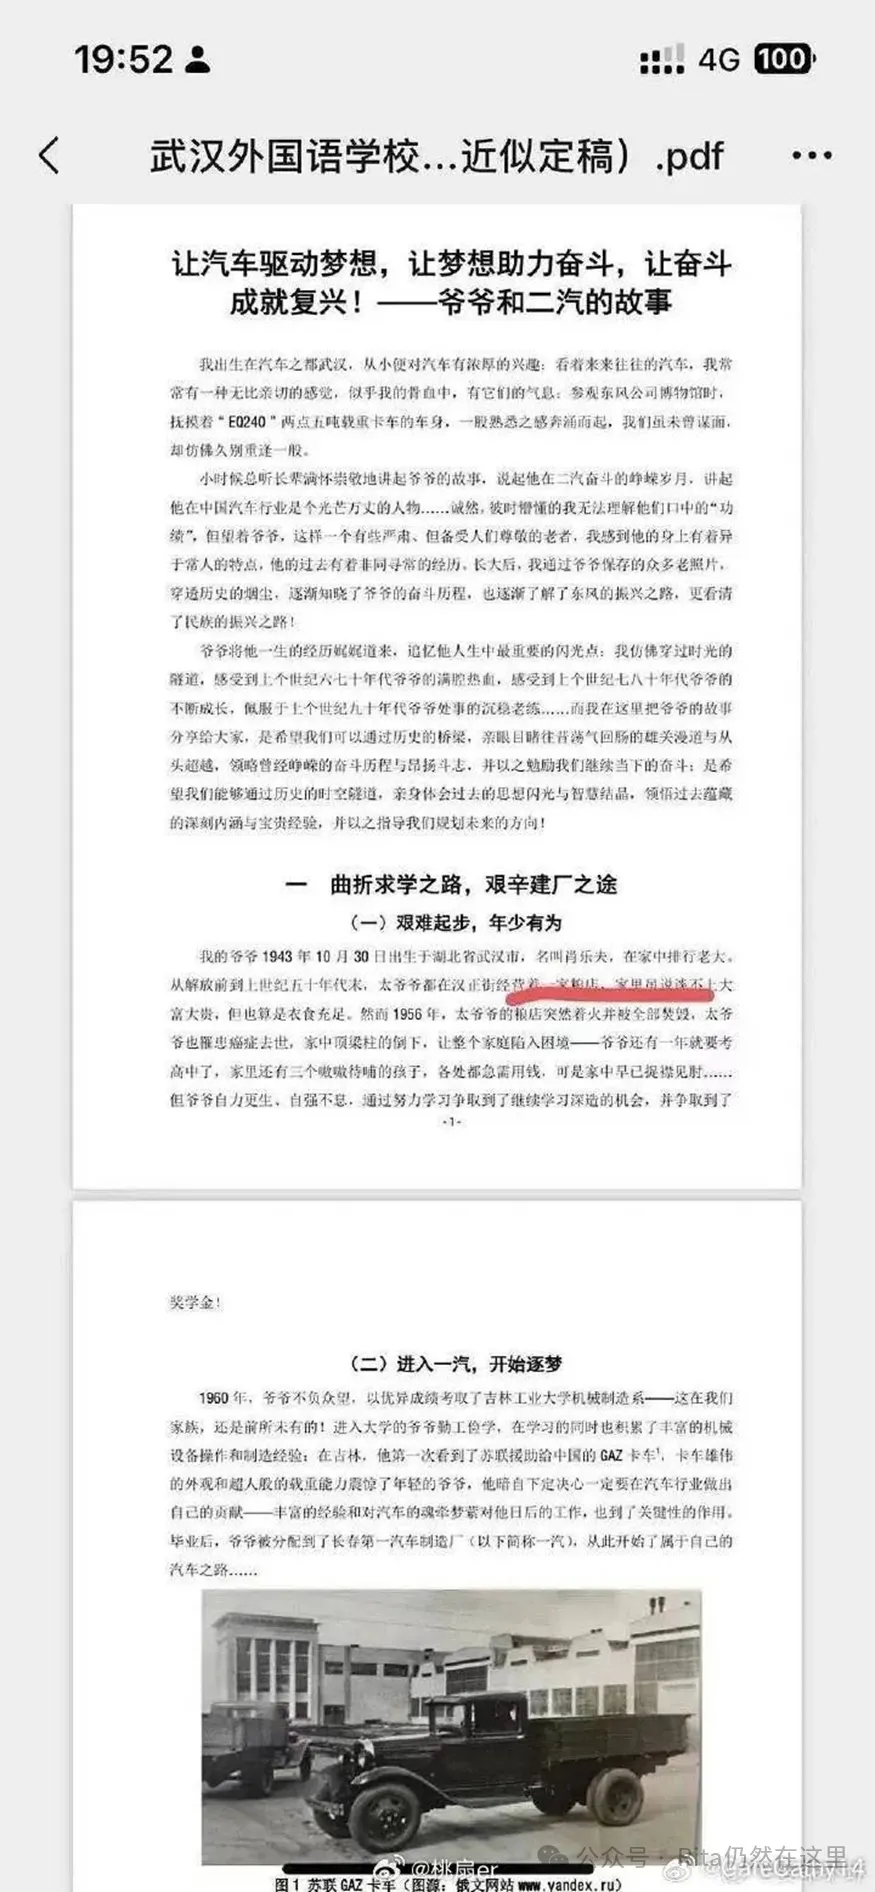 19:52
4G
100
武汉外国语学校...近似定稿）.pdf
让汽车驱动梦想，让梦想助力奋斗，让奋斗
成就复兴！——爷爷和二汽的故事
我出生在汽车之都武汉，从小便对汽车有浓厚的兴趣：看着来来往往的汽车，我常
常有一种无比亲切的感觉，似乎我的骨血中，有它们的气息；参观东风公司博物馆时，
抚摸着“EQ240”两点五吨载重卡车的车身，一股熟悉之感奔涌而起，我们虽未曾谋面，
却仿佛久别重逢一般。
小时候总听长辈满怀崇敬地讲起爷爷的故事，说起他在二汽奋斗的峥嵘岁月，讲起
他在中国汽车行业是个光芒万丈的人物……诚然，彼时懵懂的我无法理解他们口中的“功
绩”，但望着爷爷，这样一个有些严肃、但备受人们尊敬的老者，我感到他的身上有着异
于常人的特点，他的过去有着非同寻常的经历。长大后，我通过爷爷保存的众多老照片，
穿透历史的烟尘，逐渐知晓了爷爷的奋斗历程，也逐渐了解了东风的振兴之路，更看清
了民族的振兴之路！
爷爷将他一生的经历娓娓道来，追忆他人生中最重要的闪光点：我仿佛穿过时光的
隧道，感受到上个世纪六七十年代爷爷的满腔热血，感受到上个世纪七八十年代爷爷的
不断成长，佩服于上个世纪九十年代爷爷处事的沉稳老练……而我在这里把爷爷的故事
分享给大家，是希望我们可以通过历史的桥梁，亲眼目睹往昔荡气回肠的雄关漫道与从
头超越，领略曾经峥嵘的奋斗历程与昂扬斗志，并以之勉励我们继续当下的奋斗；是希
望我们能够通过历史的时空隧道，亲身体会过去的思想闪光与智慧结晶，领悟过去蕴藏
的深刻内涵与宝贵经验，并以之指导我们规划未来的方向！
一 曲折求学之路，艰辛建厂之途
（一）艰难起步，年少有为
我的爷爷 1943 年 10 月 30 日出生于湖北省武汉市，名叫肖乐夫，在家中排行老大。
从解放前到上世纪五十年代末，太爷爷都在汉正街经营着一家粮店，家里虽说谈不上大
富大贵，但也算是衣食充足。然而 1956 年，太爷爷的粮店突然着火并被全部焚毁，太爷
爷也罹患癌症去世，家中顶梁柱的倒下，让整个家庭陷入困境——爷爷还有一年就要考
高中了，家里还有三个嗷嗷待哺的孩子，各处都急需用钱，可是家中早已捉襟见肘……
但爷爷自力更生、自强不息，通过努力学习争取到了继续学习深造的机会，并争取到了
-1-
奖学金！
（二）进入一汽，开始逐梦
1960 年，爷爷不负众望，以优异成绩考取了吉林工业大学机械制造系——这在我们
家族，还是前所未有的！进入大学的爷爷勤工俭学，在学习的同时也积累了丰富的机械
设备操作和制造经验；在吉林，他第一次看到了苏联援助给中国的 GAZ 卡车¹，卡车雄伟
的外观和超人般的载重能力震惊了年轻的爷爷，他暗自下定决心一定要在汽车行业做出
自己的贡献——丰富的经验和对汽车的魂牵梦萦对他日后的工作，也到了关键性的作用。
毕业后，爷爷被分配到了长春第一汽车制造厂（以下简称一汽），从此开始了属于自己的
汽车之路……
@桃扇er
公众号·Rita仍然在这里
图 1 苏联 GAZ 卡车（图源：俄文网站 www.yandex.ru）